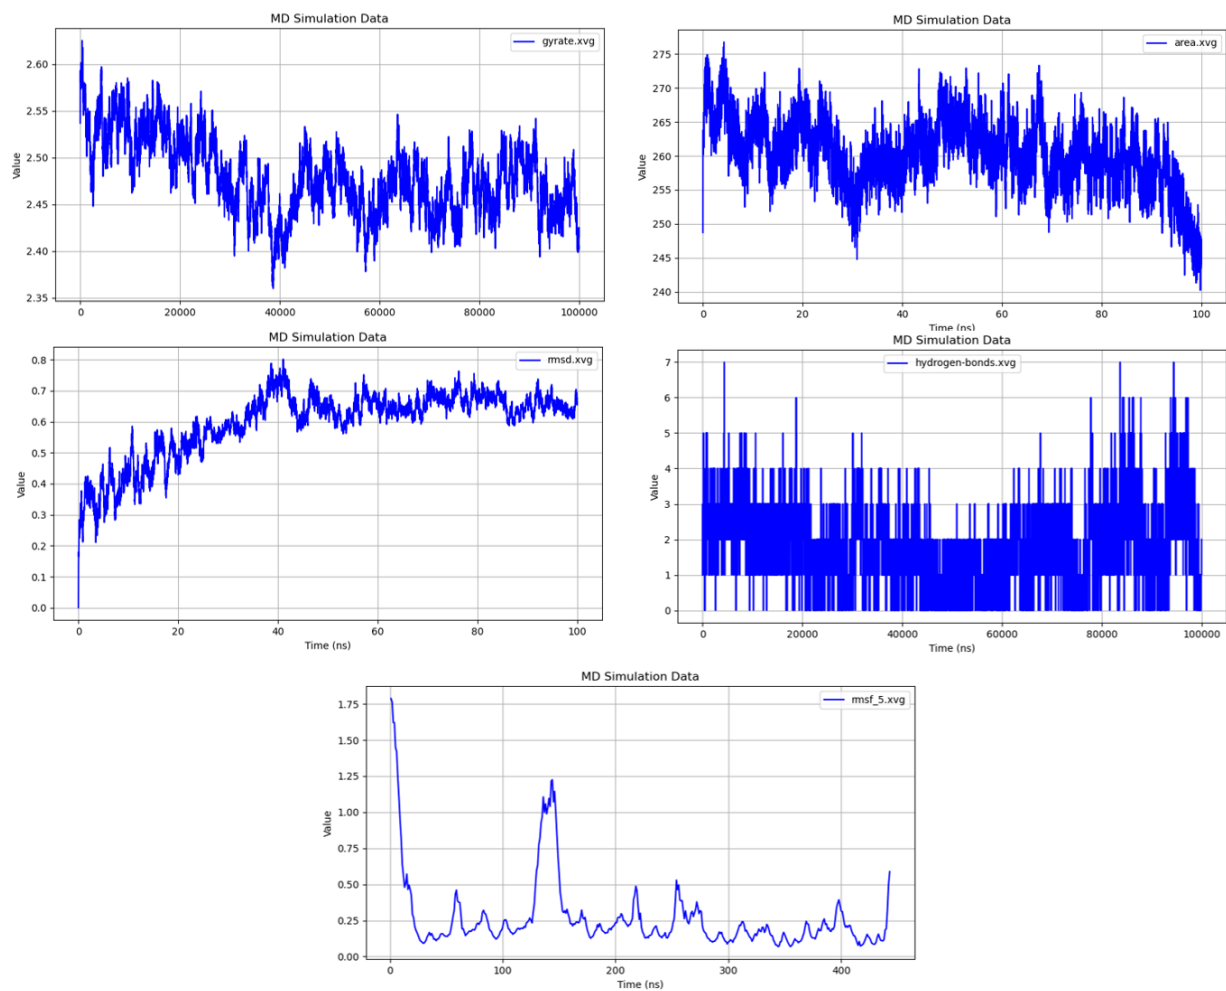 MD Simulation Data
gyrate.xvg
Value
2.60
2.55
2.50
2.45
2.40
2.35
0 20000 40000 60000 80000 100000
MD Simulation Data
area.xvg
Value
275
270
265
260
255
250
245
240
0 20 40 60 80 100
Time (ns)
MD Simulation Data
rmsd.xvg
Value
0.8
0.7
0.6
0.5
0.4
0.3
0.2
0.1
0.0
0 20 40 60 80 100
Time (ns)
MD Simulation Data
hydrogen-bonds.xvg
Value
7
6
5
4
3
2
1
0
0 20000 40000 60000 80000 100000
Time (ns)
MD Simulation Data
rmsf_5.xvg
Value
1.75
1.50
1.25
1.00
0.75
0.50
0.25
0.00
0 100 200 300 400
Time (ns)